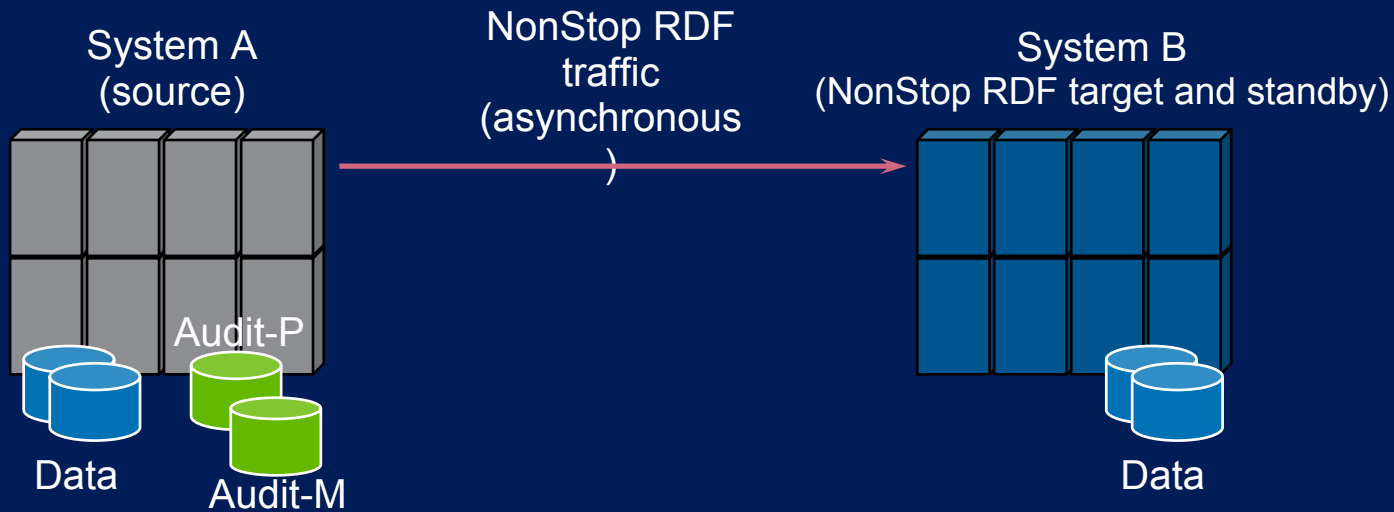 System A
(source)
NonStop RDF
traffic
(asynchronous
)
System B
(NonStop RDF target and standby)
Audit-P
Data
Audit-M
Data